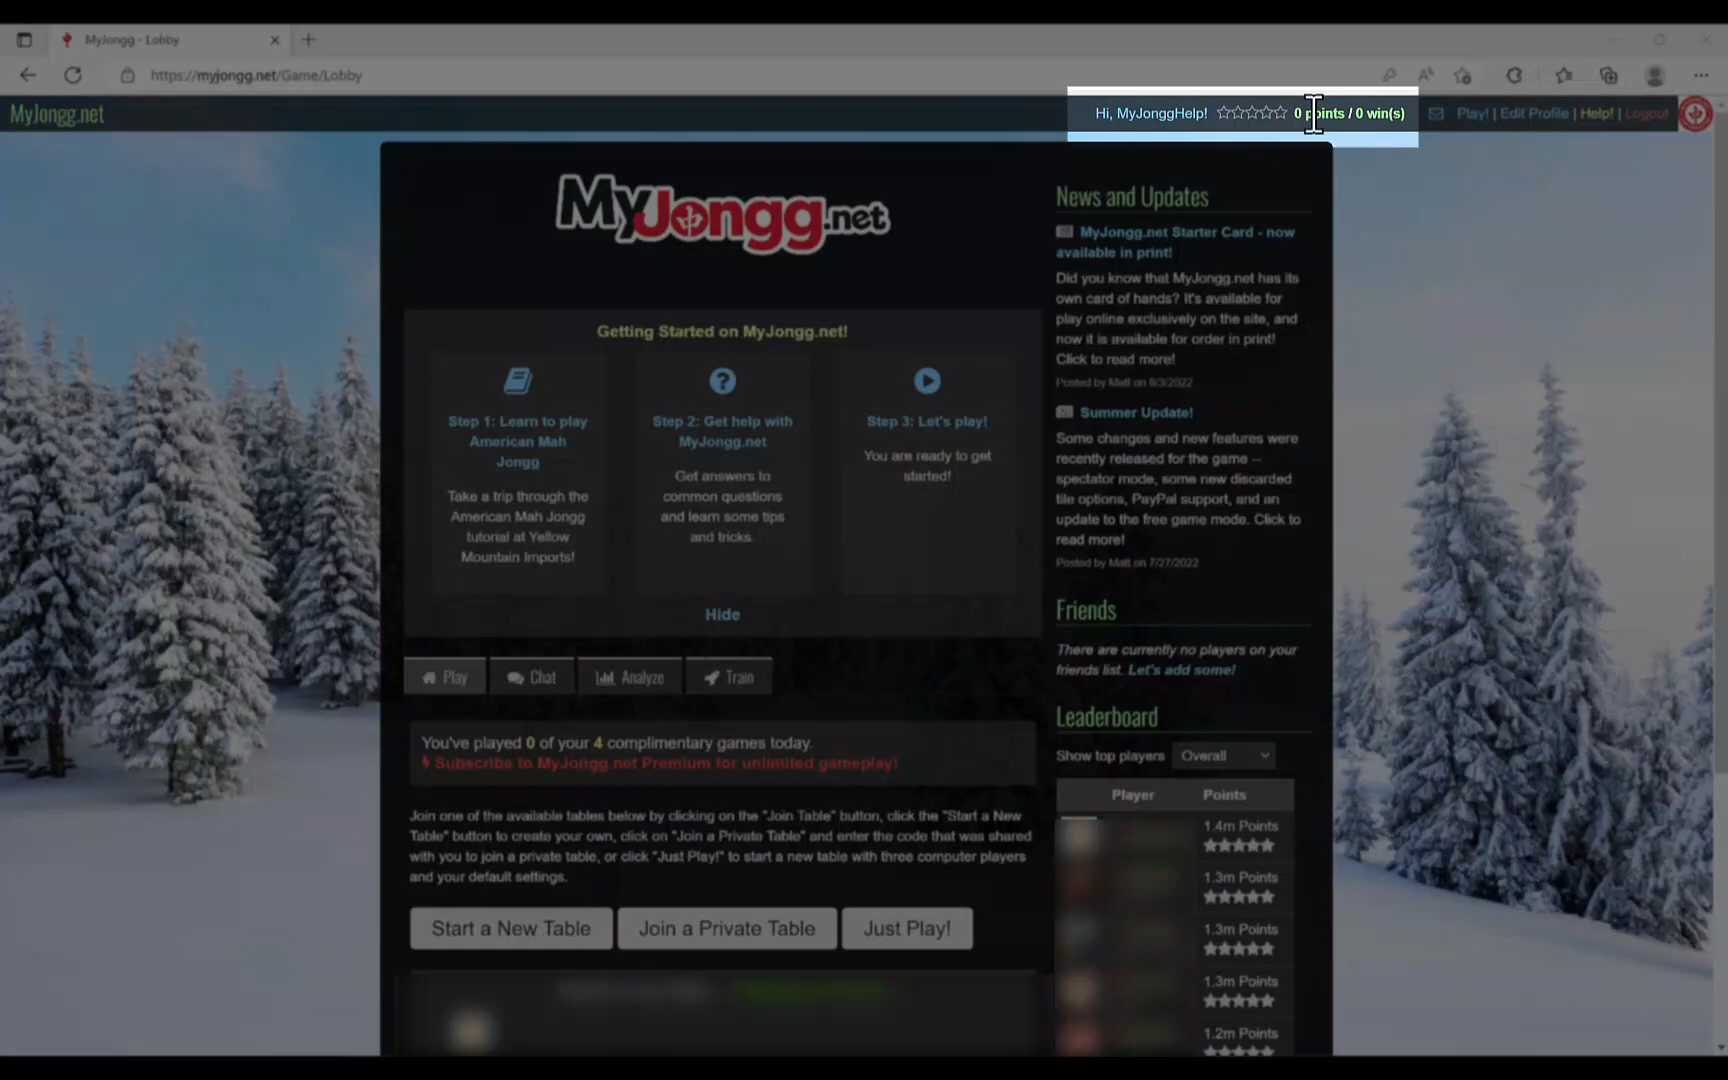 MyJongg - Lobby
https://myjongg.net/Game/Lobby
MyJongg.net
Hi, MyJonggHelp! ☆☆☆☆☆ 0 points / 0 win(s)
Play! | Edit Profile | Help! | Logout
MyJongg.net
Getting Started on MyJongg.net!
Step 1: Learn to play
American Mah
Jongg
Take a trip through the
American Mah Jongg
tutorial at Yellow
Mountain Imports!
Step 2: Get help with
MyJongg.net
Get answers to
common questions
and learn some tips
and tricks.
Step 3: Let's play!
You are ready to get
started!
Hide
Play
Chat
Analyze
Train
You've played 0 of your 4 complimentary games today.
Subscribe to MyJongg.net Premium for unlimited gameplay!
Join one of the available tables below by clicking on the "Join Table" button, click the "Start a New
Table" button to create your own, click on "Join a Private Table" and enter the code that was shared
with you to join a private table, or click "Just Play!" to start a new table with three computer players
and your default settings.
Start a New Table
Join a Private Table
Just Play!
News and Updates
MyJongg.net Starter Card - now
available in print!
Did you know that MyJongg.net has its
own card of hands? It's available for
play online exclusively on the site, and
now it is available for order in print!
Click to read more!
Posted by Matt on 8/3/2022
Summer Update!
Some changes and new features were
recently released for the game --
spectator mode, some new discarded
tile options, PayPal support, and an
update to the free game mode. Click to
read more!
Posted by Matt on 7/27/2022
Friends
There are currently no players on your
friends list. Let's add some!
Leaderboard
Show top players Overall
Player Points
1.4m Points
★★★★★
1.3m Points
★★★★★
1.3m Points
★★★★★
1.3m Points
★★★★★
1.2m Points
★★★★★